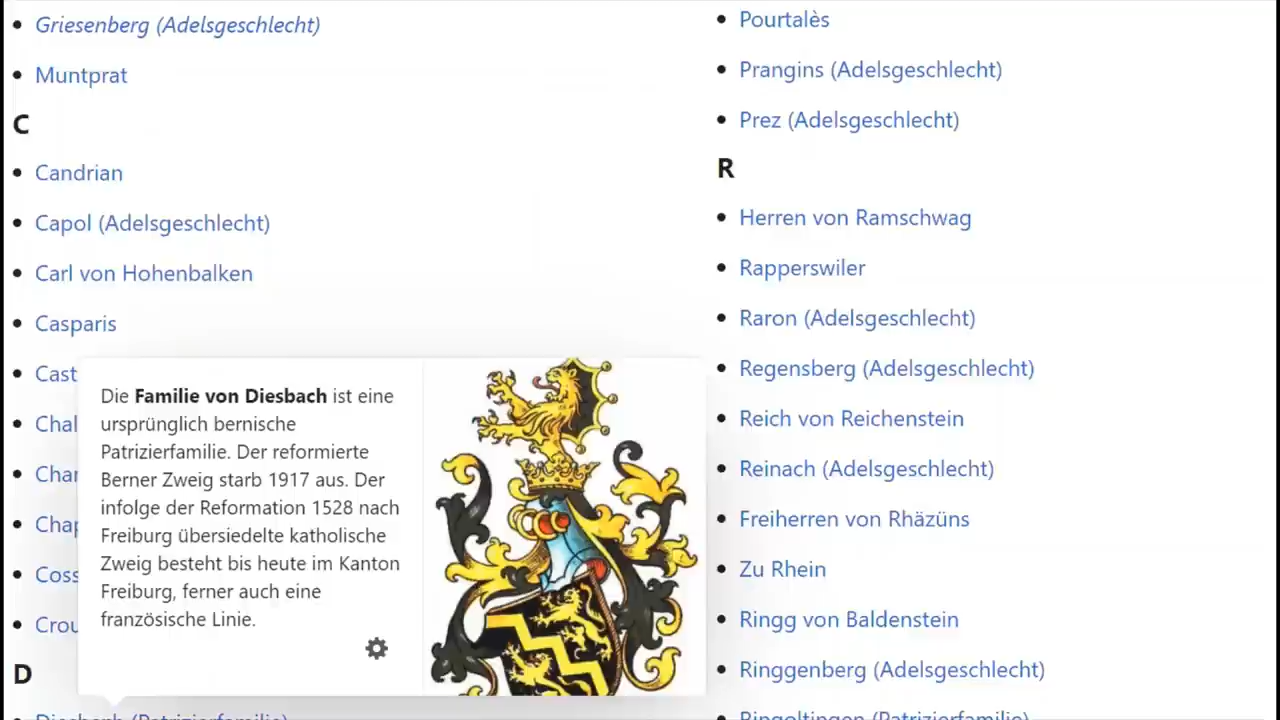 Griesenberg (Adelsgeschlecht)
Muntprat
C
Candrian
Capol (Adelsgeschlecht)
Carl von Hohenbalken
Casparis
Cast
Chal
Char
Chap
Coss
Crou
D
Diesbach (Patrizierfamilie)
Die Familie von Diesbach ist eine
ursprünglich bernische
Patrizierfamilie. Der reformierte
Berner Zweig starb 1917 aus. Der
infolge der Reformation 1528 nach
Freiburg übersiedelte katholische
Zweig besteht bis heute im Kanton
Freiburg, ferner auch eine
französische Linie.
Pourtalès
Prangins (Adelsgeschlecht)
Prez (Adelsgeschlecht)
R
Herren von Ramschwag
Rapperswiler
Raron (Adelsgeschlecht)
Regensberg (Adelsgeschlecht)
Reich von Reichenstein
Reinach (Adelsgeschlecht)
Freiherren von Rhäzüns
Zu Rhein
Ringg von Baldenstein
Ringgenberg (Adelsgeschlecht)
Ringoltingen (Patrizierfamilie)